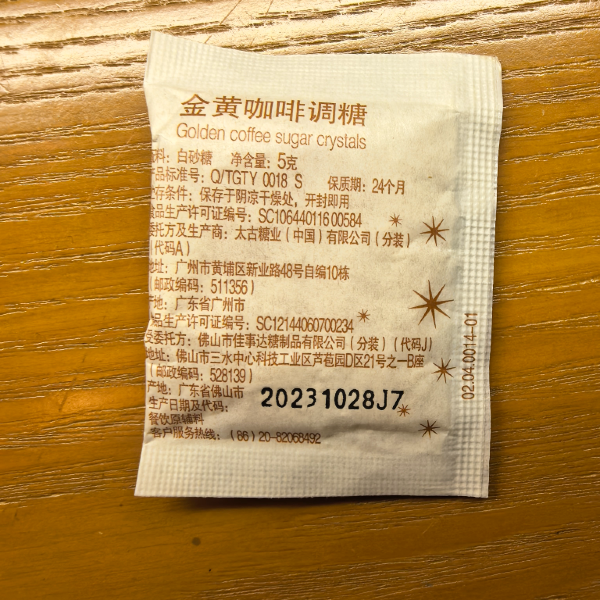 金黄咖啡调糖
Golden coffee sugar crystals
料：白砂糖 净含量：5克
品标准号：Q/TGTY 0018 S 保质期：24个月
存条件：保存于阴凉干燥处，开封即用
食品生产许可证编号：SC10644011600584
委托方及生产商：太古糖业（中国）有限公司（分装）
（代码A）
地址：广州市黄埔区新业路48号自编10栋
（邮政编码：511356）
产地：广东省广州市
食品生产许可证编号：SC12144060700234
受委托方：佛山市佳事达糖制品有限公司（分装）（代码J）
地址：佛山市三水中心科技工业区芦苞园D区21号之一B座
（邮政编码：528139）
产地：广东省佛山市
生产日期及代码：20231028J7
餐饮原辅料
客户服务热线：（86）20-82068492
02.04.0014-01